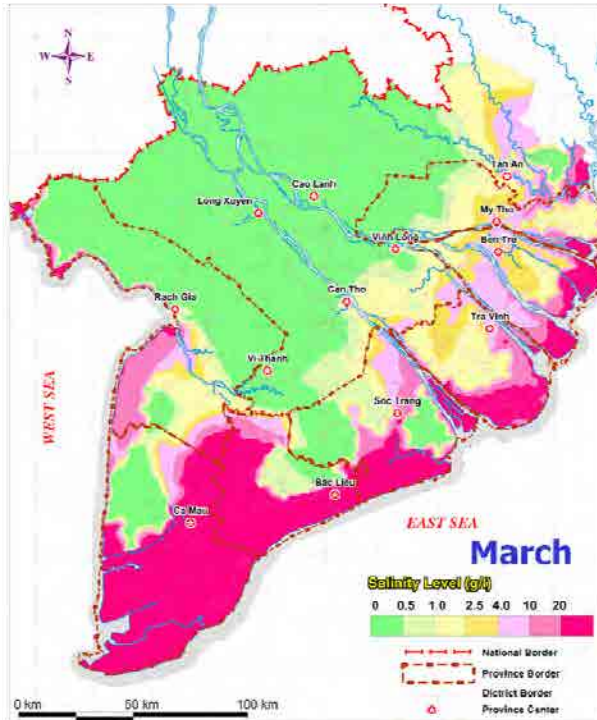 N
W E
S
Tan An
Cao Lanh
Long Xuyen
My Tho
Vinh Long
Ben Tre
Can Tho
Rach Gia
Tra Vinh
Vi Thanh
WEST SEA
Soc Trang
Bac Lieu
Ca Mau
EAST SEA
March
Salinity Level (g/l)
0 0.5 1.0 2.5 4.0 10 20
National Border
Province Border
District Border
Province Center
0 km 50 km 100 km